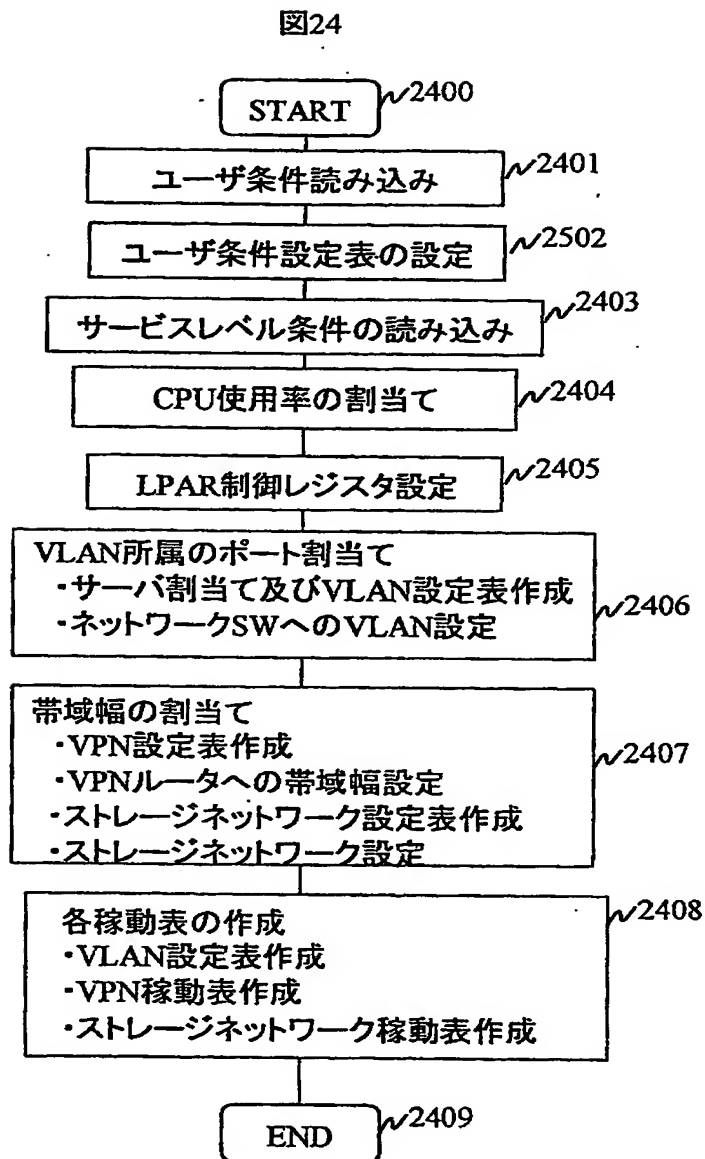 図24
START
2400
ユーザ条件読み込み
2401
ユーザ条件設定表の設定
2502
サービスレベル条件の読み込み
2403
CPU使用率の割当て
2404
LPAR制御レジスタ設定
2405
VLAN所属のポート割当て
・サーバ割当て及びVLAN設定表作成
・ネットワークSWへのVLAN設定
2406
帯域幅の割当て
・VPN設定表作成
・VPNルータへの帯域幅設定
・ストレージネットワーク設定表作成
・ストレージネットワーク設定
2407
各稼動表の作成
・VLAN設定表作成
・VPN稼動表作成
・ストレージネットワーク稼動表作成
2408
END
2409